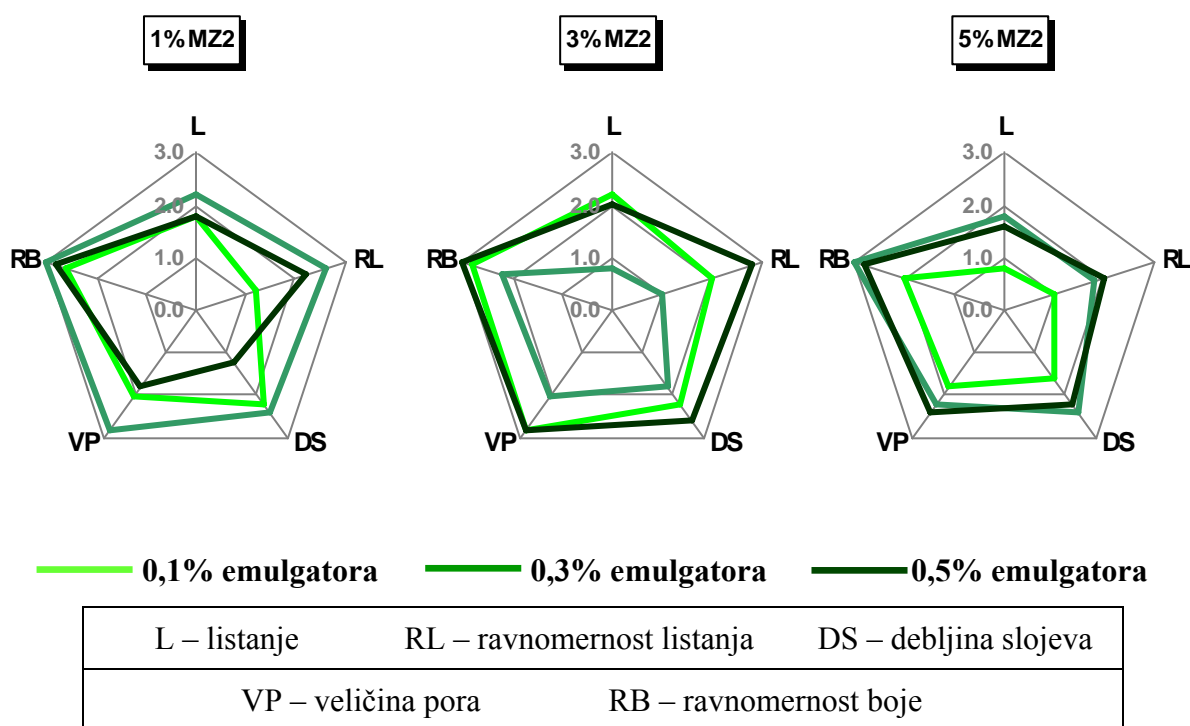 1% MZ2 3% MZ2 5% MZ2
L L L
3.0 3.0 3.0
2.0 2.0 2.0
RB 1.0 RL RB 1.0 RL RB 1.0 RL
0.0 0.0 0.0
VP DS VP DS VP DS
0,1% emulgatora 0,3% emulgatora 0,5% emulgatora
L – listanje RL – ravnomernost listanja DS – debljina slojeva
VP – veličina pora RB – ravnomernost boje